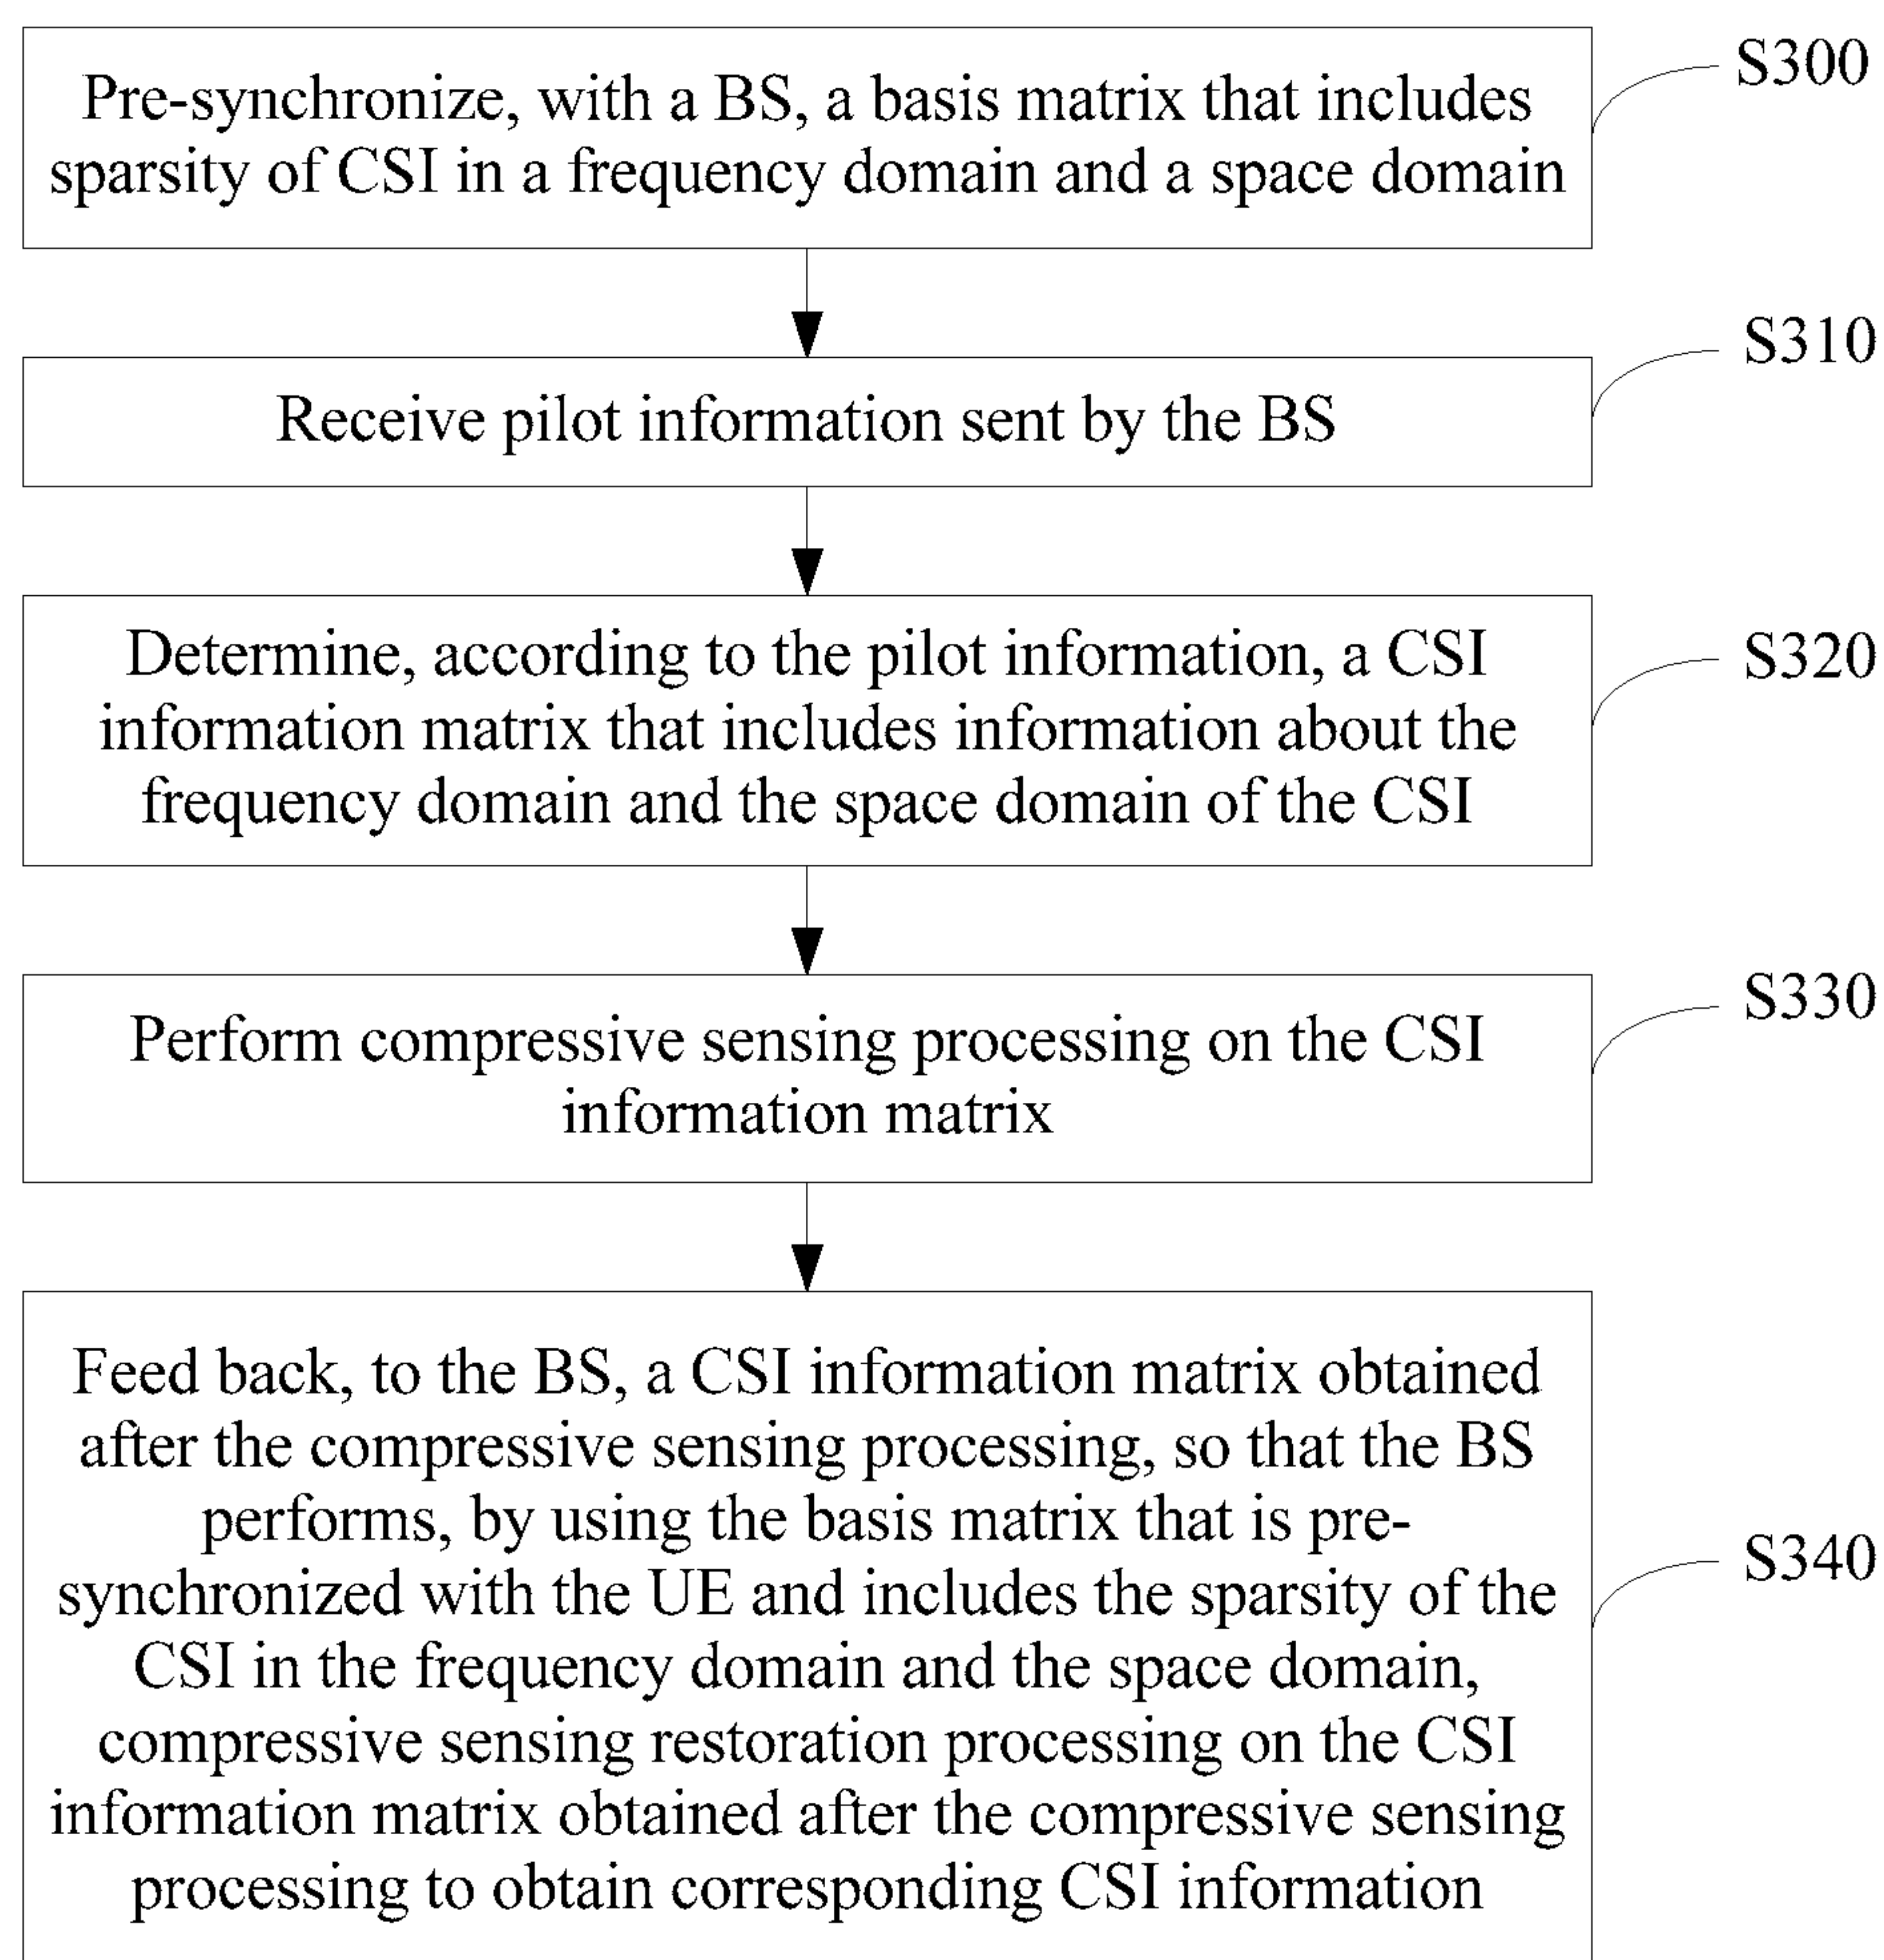 Pre-synchronize, with a BS, a basis matrix that includes
sparsity of CSI in a frequency domain and a space domain
S300
Receive pilot information sent by the BS
S310
Determine, according to the pilot information, a CSI
information matrix that includes information about the
frequency domain and the space domain of the CSI
S320
Perform compressive sensing processing on the CSI
information matrix
S330
Feed back, to the BS, a CSI information matrix obtained
after the compressive sensing processing, so that the BS
performs, by using the basis matrix that is pre-
synchronized with the UE and includes the sparsity of the
CSI in the frequency domain and the space domain,
compressive sensing restoration processing on the CSI
information matrix obtained after the compressive sensing
processing to obtain corresponding CSI information
S340